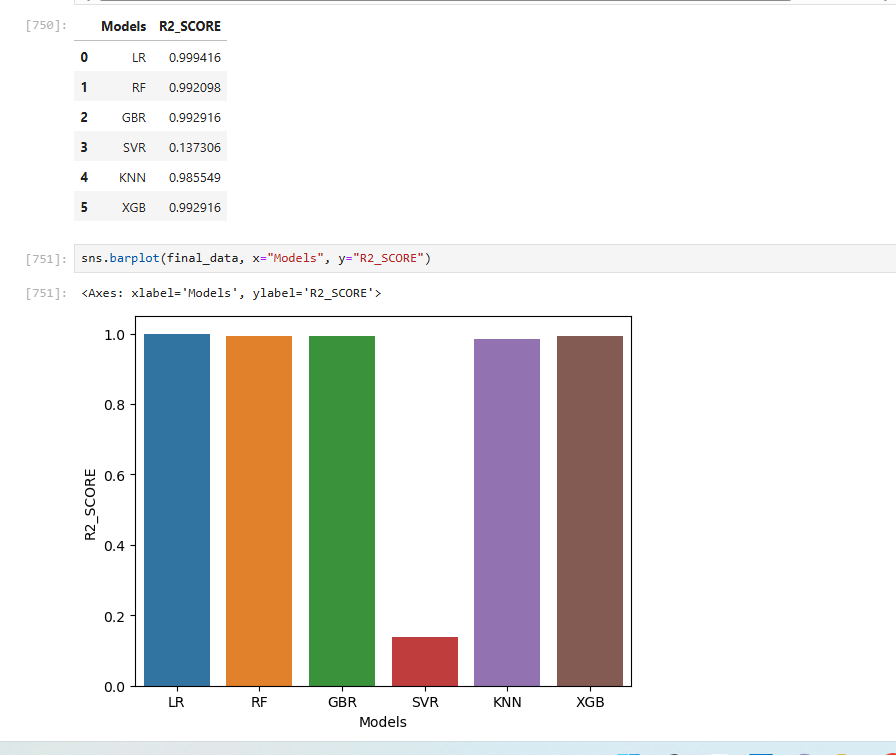 [750]: Models R2_SCORE
0 LR 0.999416
1 RF 0.992098
2 GBR 0.992916
3 SVR 0.137306
4 KNN 0.985549
5 XGB 0.992916
[751]: sns.barplot(final_data, x="Models", y="R2_SCORE")
[751]: <Axes: xlabel='Models', ylabel='R2_SCORE'>
1.0
0.8
0.6
0.4
0.2
0.0
R2_SCORE
LR RF GBR SVR KNN XGB
Models